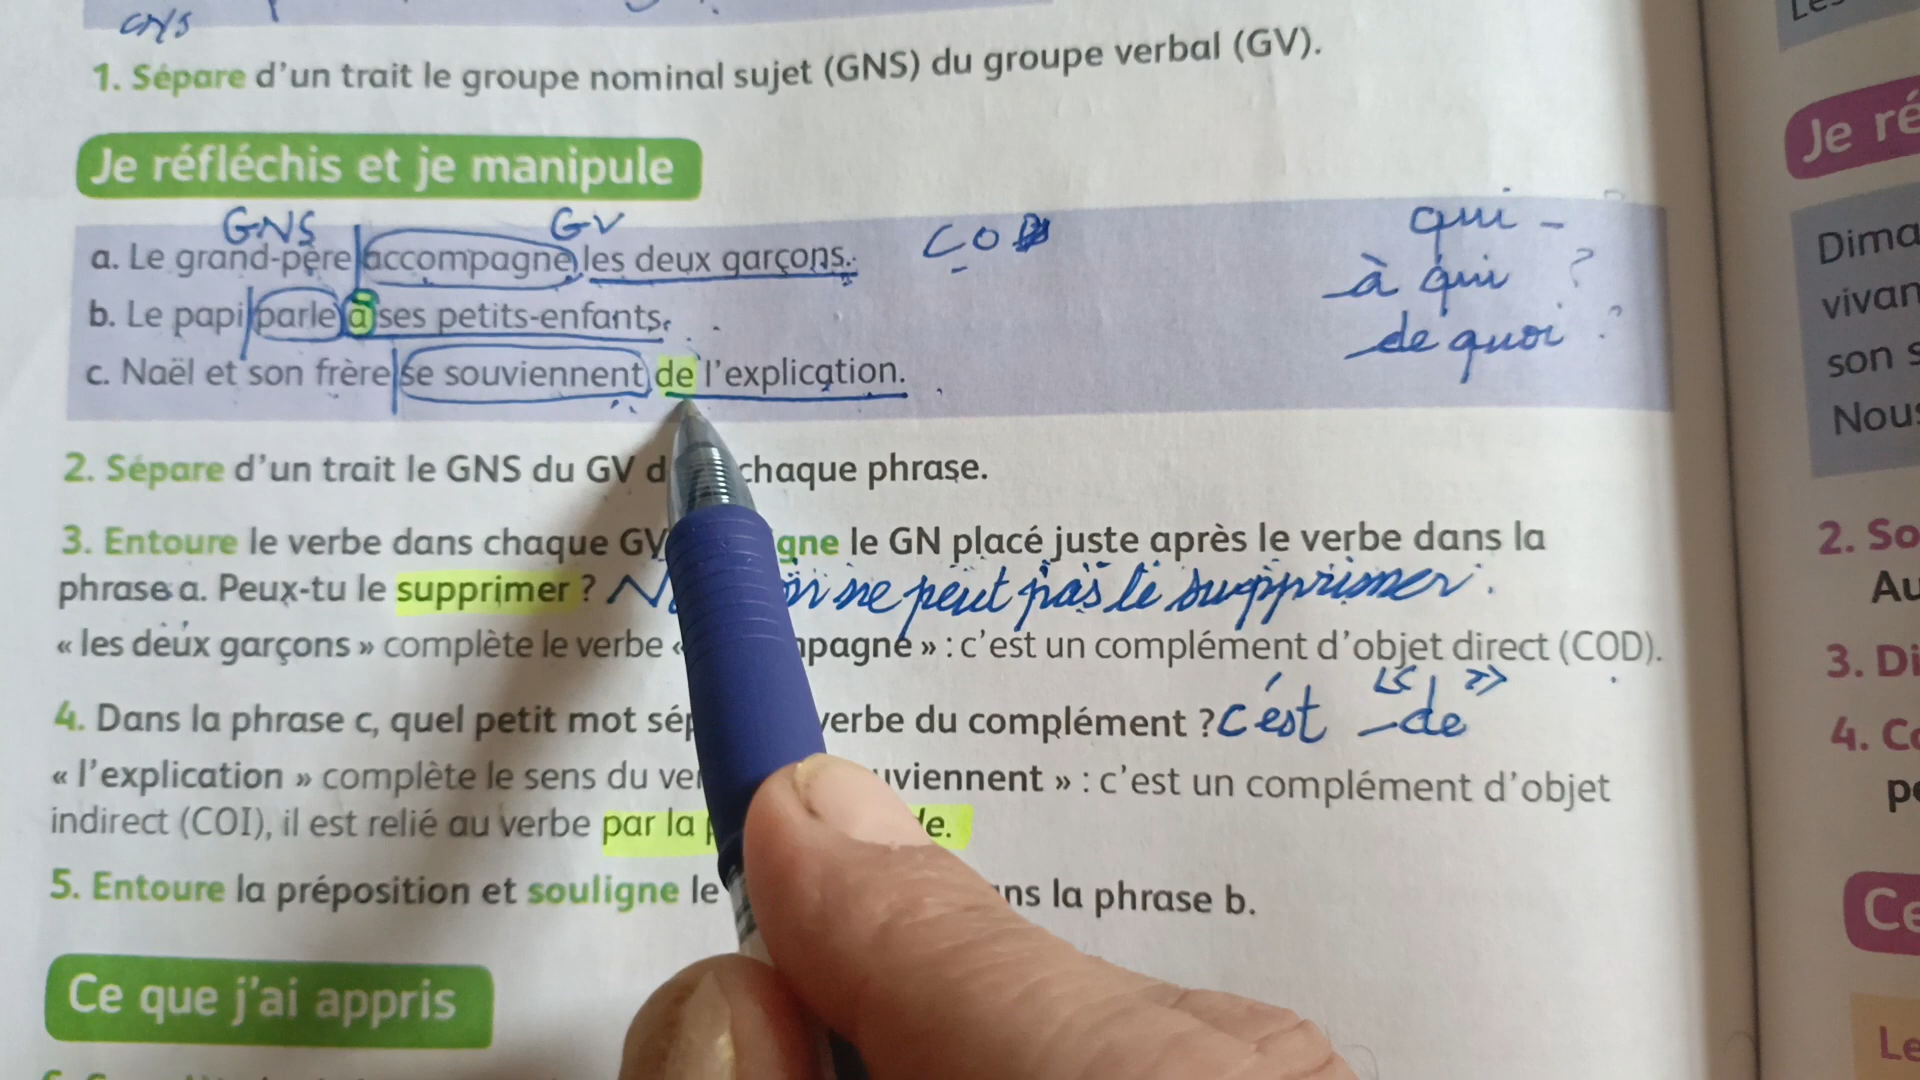 GNS
1. Sépare d'un trait le groupe nominal sujet (GNS) du groupe verbal (GV).
Je réfléchis et je manipule
GNS GV
a. Le grand-père accompagne les deux garçons.
CO
b. Le papi parle à ses petits-enfants.
c. Naël et son frère se souviennent de l'explication.
qui -
à qui ?
de quoi ?
2. Sépare d'un trait le GNS du GV chaque phrase.
3. Entoure le verbe dans chaque GV gne le GN placé juste après le verbe dans la
phrase a. Peux-tu le supprimer ? ne peut pas le supprimer.
« les deux garçons » complète le verbe « mpagne » : c'est un complément d'objet direct (COD).
4. Dans la phrase c, quel petit mot sép verbe du complément ? c'est « de »
« l'explication » complète le sens du ver uviennent » : c'est un complément d'objet
indirect (COI), il est relié au verbe par la de.
5. Entoure la préposition et souligne le ns la phrase b.
Ce que j'ai appris
Je ré
Dima
vivan
son s
Nous
2. So
Au
3. Di
4. Co
pe
Ce
Le